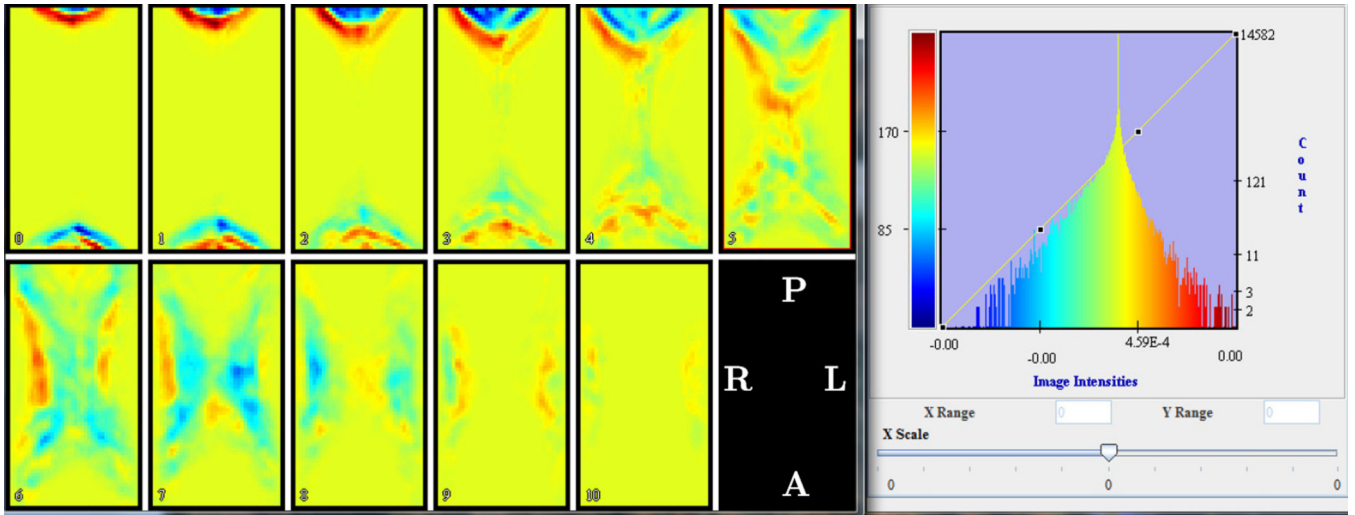 0 1 2 3 4 5
6 7 8 9 10
P
R L
A
14582
170
85
121
11
3
2
-0.00
-0.00
4.59E-4
0.00
Image Intensities
Count
X Range 0 Y Range 0
X Scale
0 0 0